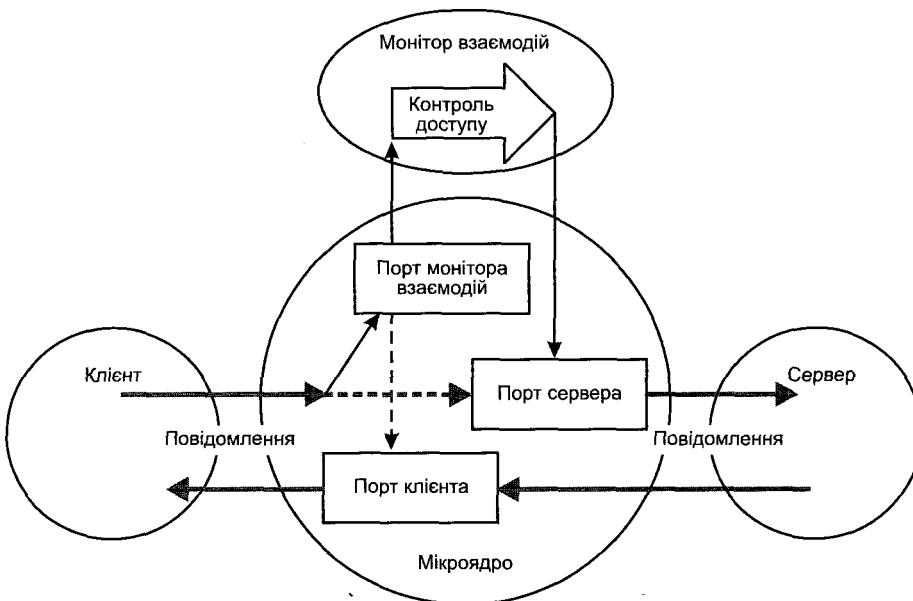 Монітор взаємодій
Контроль
доступу
Порт монітора
взаємодій
Клієнт
Порт сервера
Сервер
Повідомлення
Повідомлення
Порт клієнта
Мікроядро